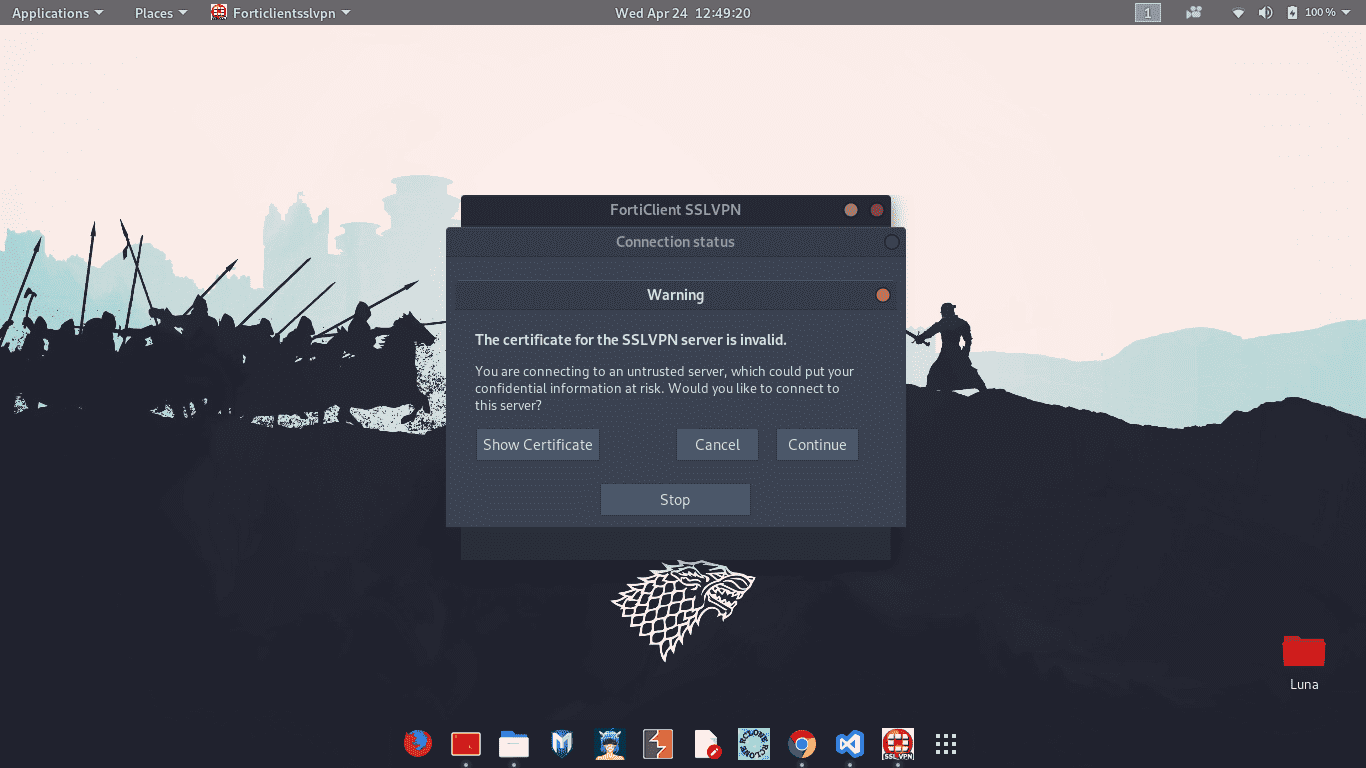 Applications Places Forticlientsslvpn Wed Apr 24 12:49:20 1 100 %
FortiClient SSLVPN
Connection status
Warning
The certificate for the SSLVPN server is invalid.
You are connecting to an untrusted server, which could put your
confidential information at risk. Would you like to connect to
this server?
Show Certificate Cancel Continue
Stop
Luna
RCLONE RCLONE
SSL VPN